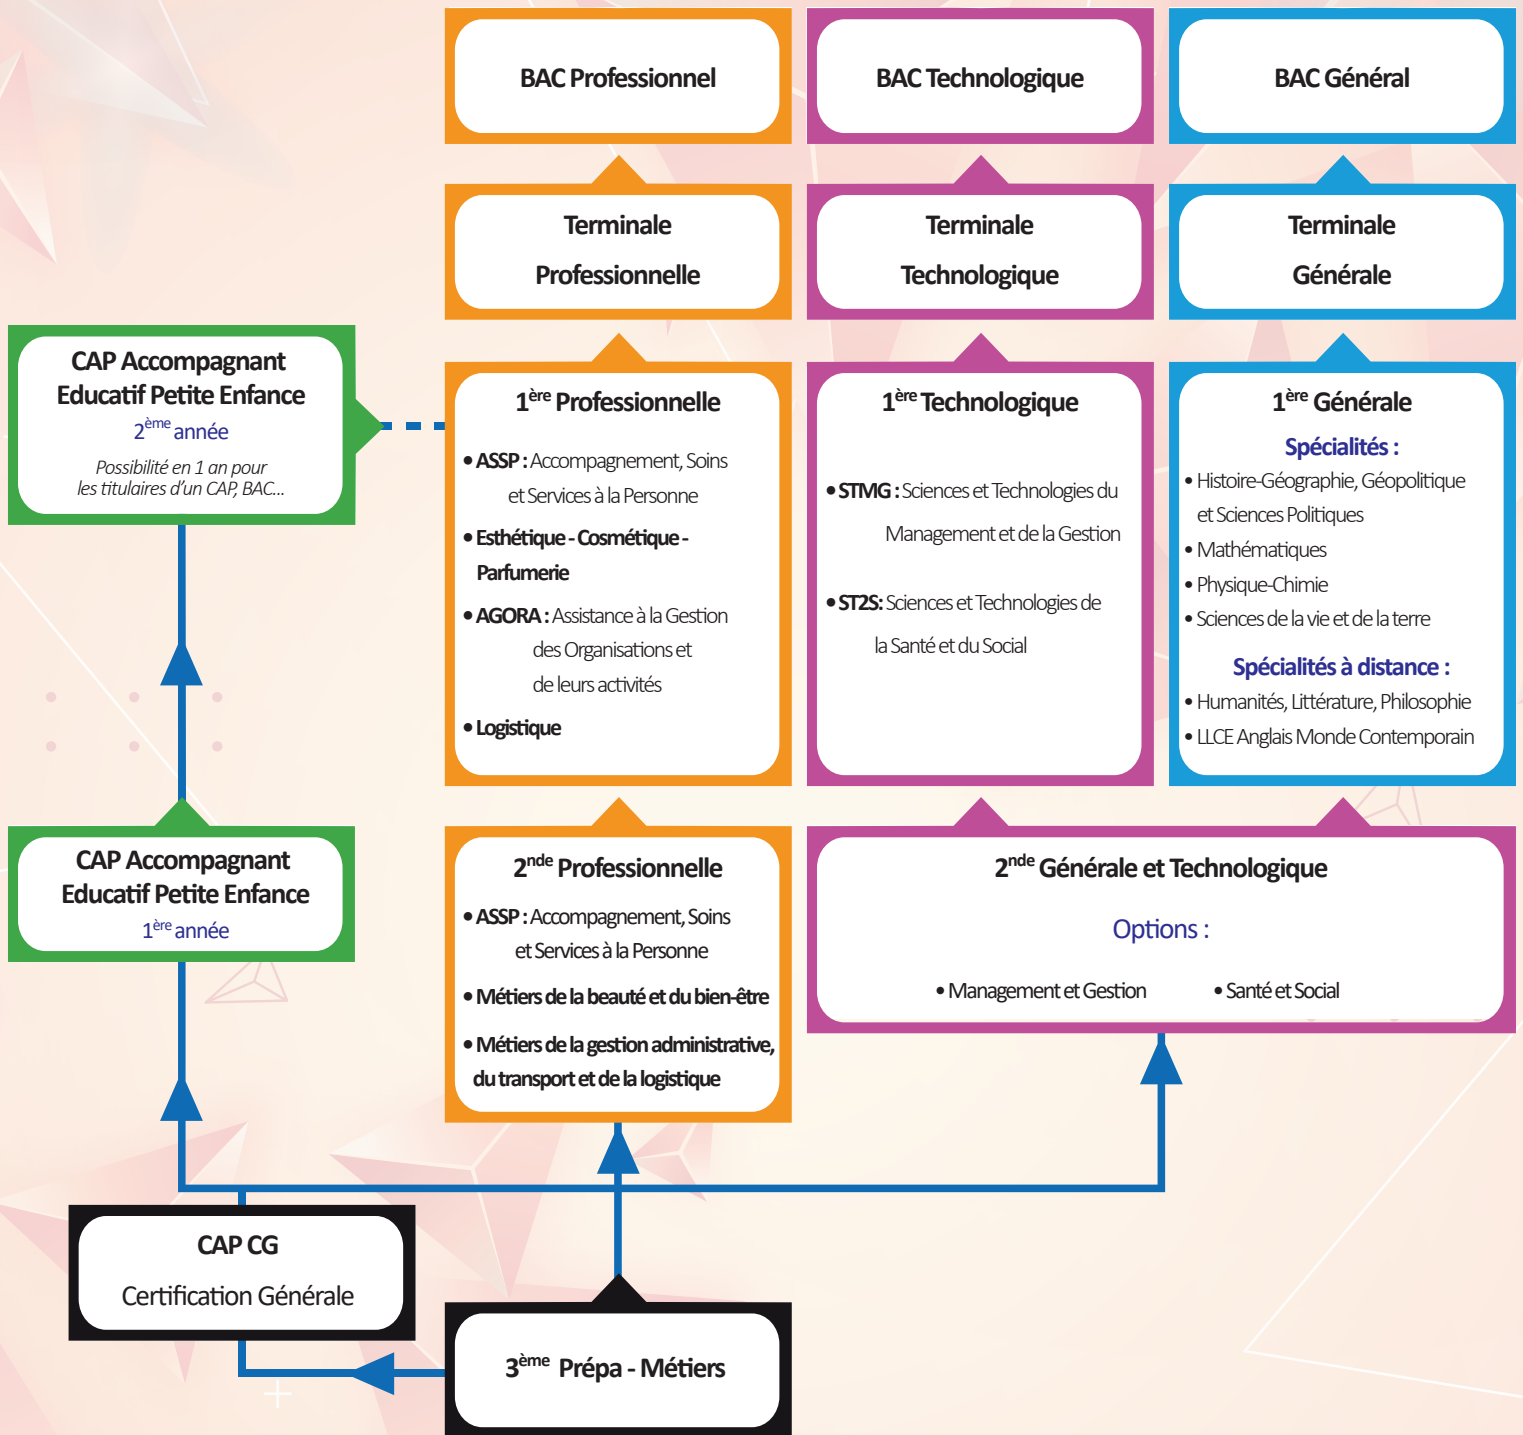 BAC Professionnel
BAC Technologique
BAC Général
Terminale
Professionnelle
Terminale
Technologique
Terminale
Générale
CAP Accompagnant
Educatif Petite Enfance
2ème année
Possibilité en 1 an pour
les titulaires d'un CAP, BAC...
1ère Professionnelle
• ASSP : Accompagnement, Soins
et Services à la Personne
• Esthétique - Cosmétique -
Parfumerie
• AGORA : Assistance à la Gestion
des Organisations et
de leurs activités
• Logistique
1ère Technologique
• STMG : Sciences et Technologies du
Management et de la Gestion
• ST2S: Sciences et Technologies de
la Santé et du Social
1ère Générale
Spécialités :
• Histoire-Géographie, Géopolitique
et Sciences Politiques
• Mathématiques
• Physique-Chimie
• Sciences de la vie et de la terre
Spécialités à distance :
• Humanités, Littérature, Philosophie
• LLCE Anglais Monde Contemporain
CAP Accompagnant
Educatif Petite Enfance
1ère année
2nde Professionnelle
• ASSP : Accompagnement, Soins
et Services à la Personne
• Métiers de la beauté et du bien-être
• Métiers de la gestion administrative,
du transport et de la logistique
2nde Générale et Technologique
Options :
• Management et Gestion • Santé et Social
CAP CG
Certification Générale
3ème Prépa - Métiers